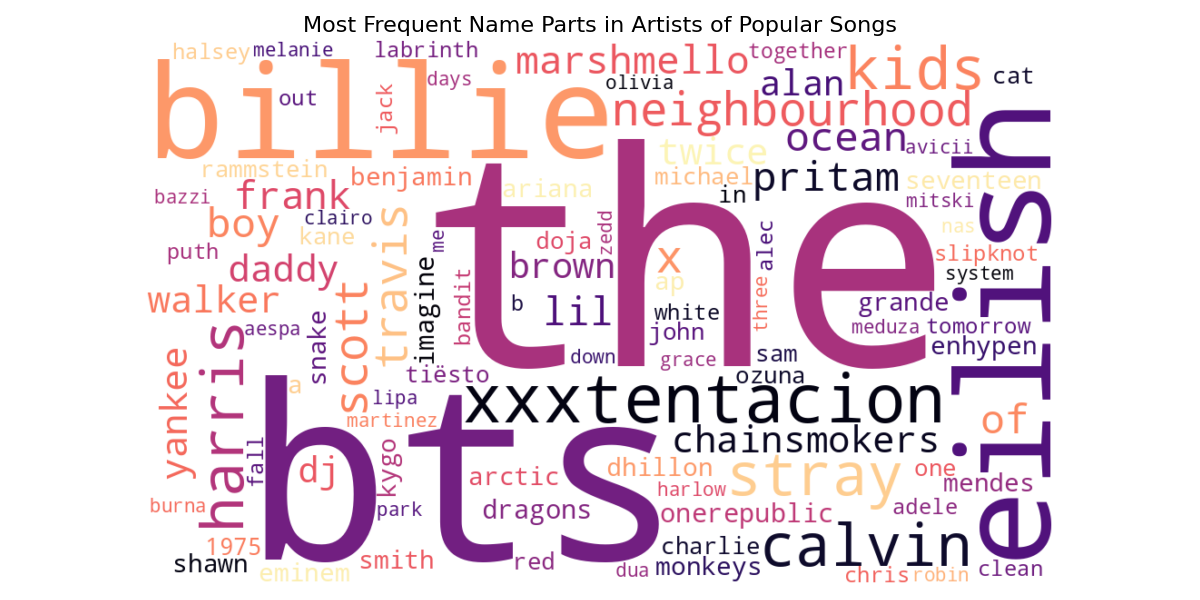 Most Frequent Name Parts in Artists of Popular Songs
halsey
melanie
labrinth
marshmello
together
kids
cat
billie
out
jack
days
olivia
alan
neighbourhood
ocean
avicii
eilish
rammstein
benjamin
ariana
twice
michael
in
pritam
seventeen
bazzi
frank
clairo
travis
the
mitski
boy
kane
me
doja
zedd
x
alec
nas
puth
daddy
brown
ap
slipknot
system
walker
scott
imagine
bandit
b
lil
white
john
three
grande
aespa
snake
meduza
tomorrow
harris
down
grace
sam
enhypen
yankee
a
tiësto
ozuna
bts
lipa
xxxtentacion
martinez
of
chainsmokers
fall
dj
kygo
arctic
dhillon
stray
one
harlow
mendes
burna
park
dragons
onerepublic
adele
1975
smith
red
charlie
calvin
shawn
eminem
dua
monkeys
chris
robin
clean